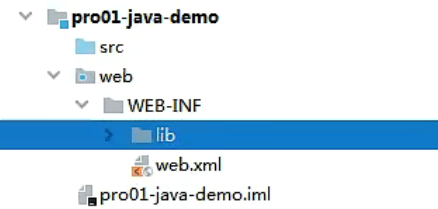 pro01-java-demo
src
web
WEB-INF
lib
web.xml
pro01-java-demo.iml